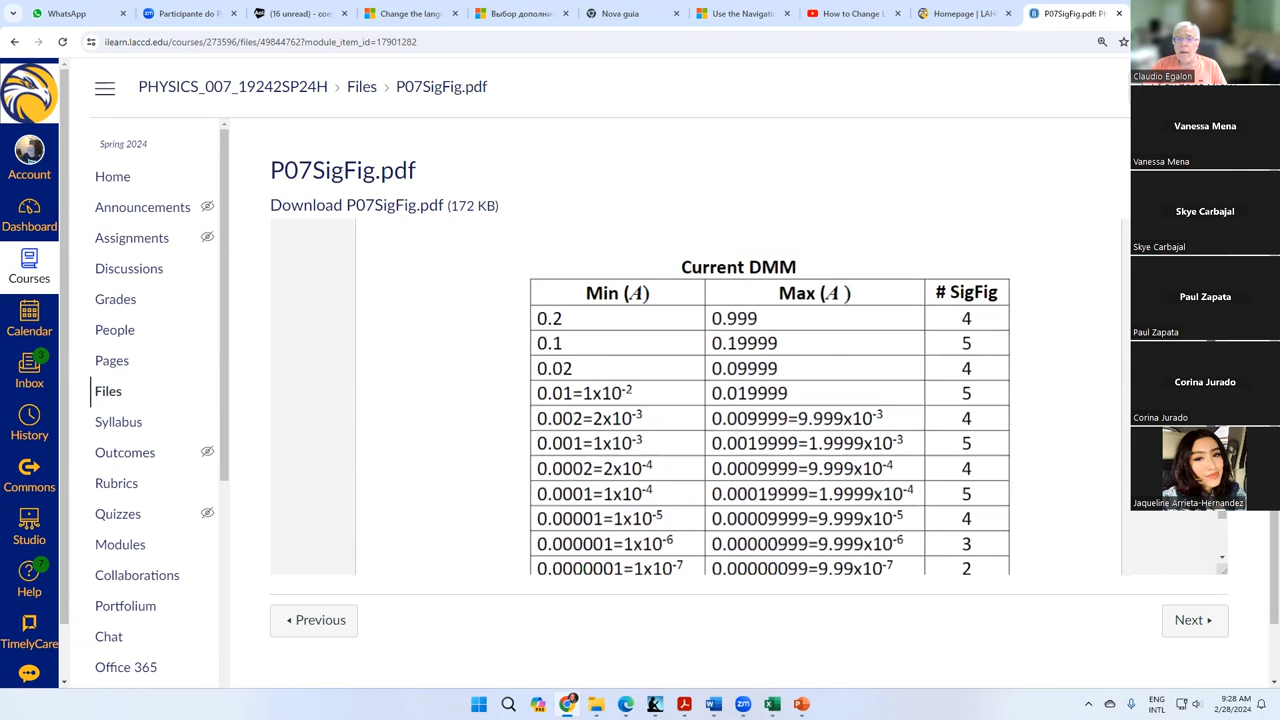 WhatsApp
Participante do P
(16 unread) - cook
Change the lang
Выбор дополни
Nova guía
Use the Navigati
How to Change L
Homepage | LAH
P07SigFig.pdf: Ph
ilearn.laccd.edu/courses/273596/files/49844762?module_item_id=17901282
PHYSICS_007_19242SP24H › Files › P07SigFig.pdf
Account
Dashboard
Courses
Calendar
3
Inbox
History
Commons
Studio
7
Help
TimelyCare
Spring 2024
Home
Announcements
Assignments
Discussions
Grades
People
Pages
Files
Syllabus
Outcomes
Rubrics
Quizzes
Modules
Collaborations
Portfolium
Chat
Office 365
P07SigFig.pdf
Download P07SigFig.pdf (172 KB)
Current DMM
Min (A) Max (A ) # SigFig
0.2 0.999 4
0.1 0.19999 5
0.02 0.09999 4
0.01=1x10⁻² 0.019999 5
0.002=2x10⁻³ 0.009999=9.999x10⁻³ 4
0.001=1x10⁻³ 0.0019999=1.9999x10⁻³ 5
0.0002=2x10⁻⁴ 0.0009999=9.999x10⁻⁴ 4
0.0001=1x10⁻⁴ 0.00019999=1.9999x10⁻⁴ 5
0.00001=1x10⁻⁵ 0.00009999=9.999x10⁻⁵ 4
0.000001=1x10⁻⁶ 0.00000999=9.999x10⁻⁶ 3
0.0000001=1x10⁻⁷ 0.00000099=9.99x10⁻⁷ 2
Previous
Next
Claudio Egalon
Vanessa Mena
Vanessa Mena
Skye Carbajal
Skye Carbajal
Paul Zapata
Paul Zapata
Corina Jurado
Corina Jurado
Jaqueline Arrieta-Hernandez
ENG
INTL
9:28 AM
2/28/2024